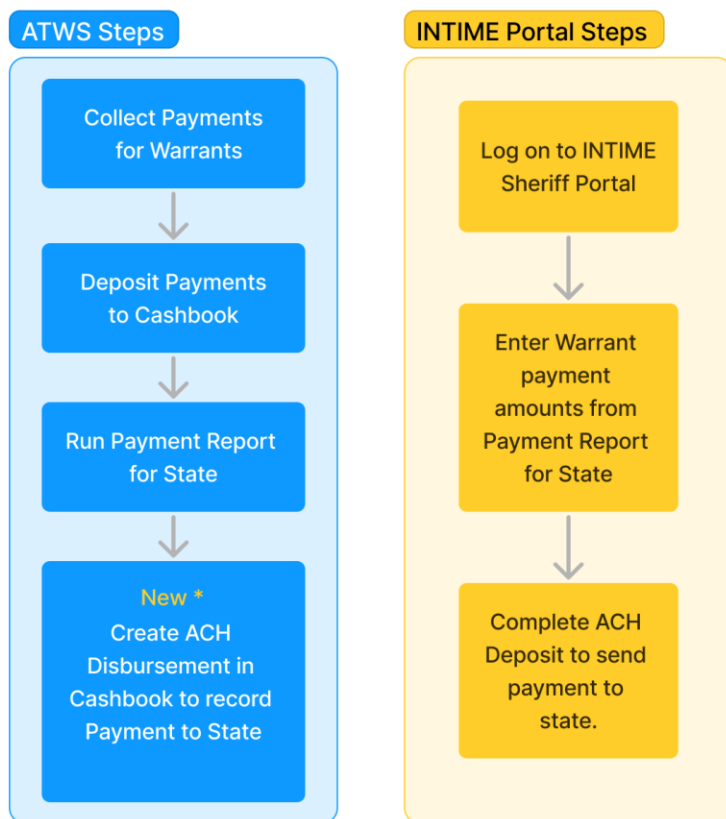 ATWS Steps
Collect Payments
for Warrants
Deposit Payments
to Cashbook
Run Payment Report
for State
New *
Create ACH
Disbursement in
Cashbook to record
Payment to State
INTIME Portal Steps
Log on to INTIME
Sheriff Portal
Enter Warrant
payment
amounts from
Payment Report
for State
Complete ACH
Deposit to send
payment to
state.